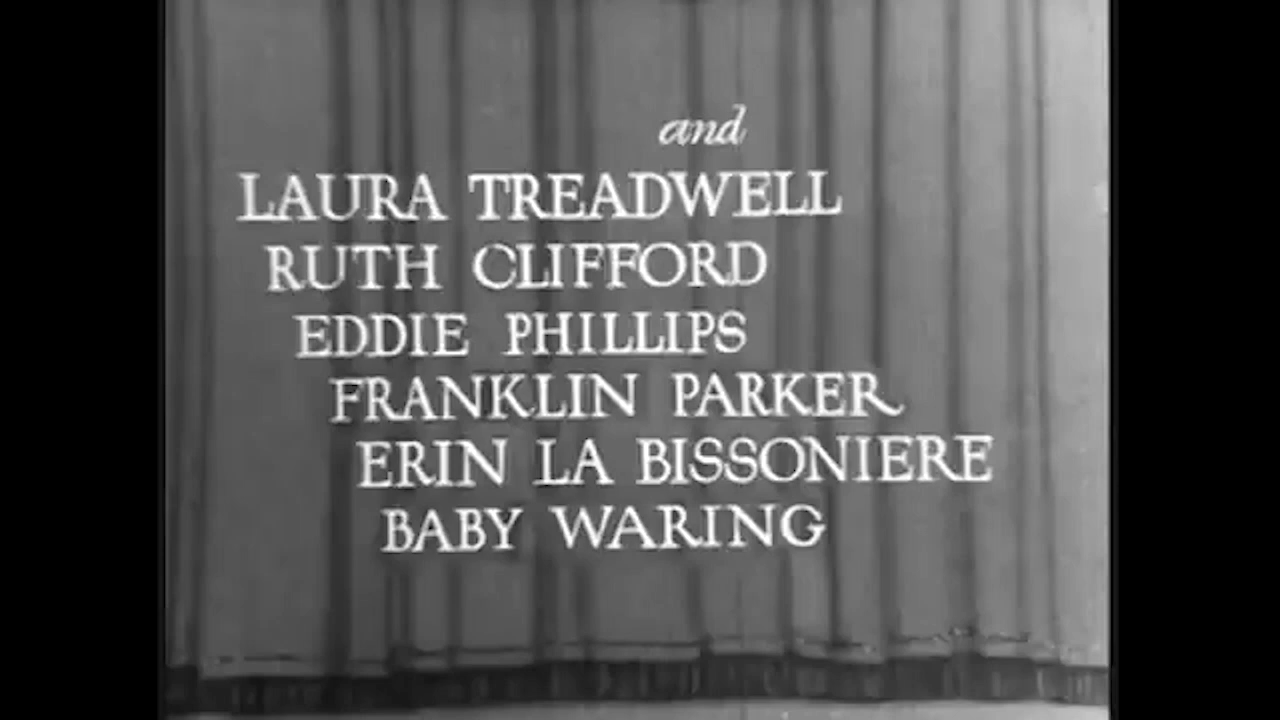 and
LAURA TREADWELL
RUTH CLIFFORD
EDDIE PHILLIPS
FRANKLIN PARKER
ERIN LA BISSONIERE
BABY WARING